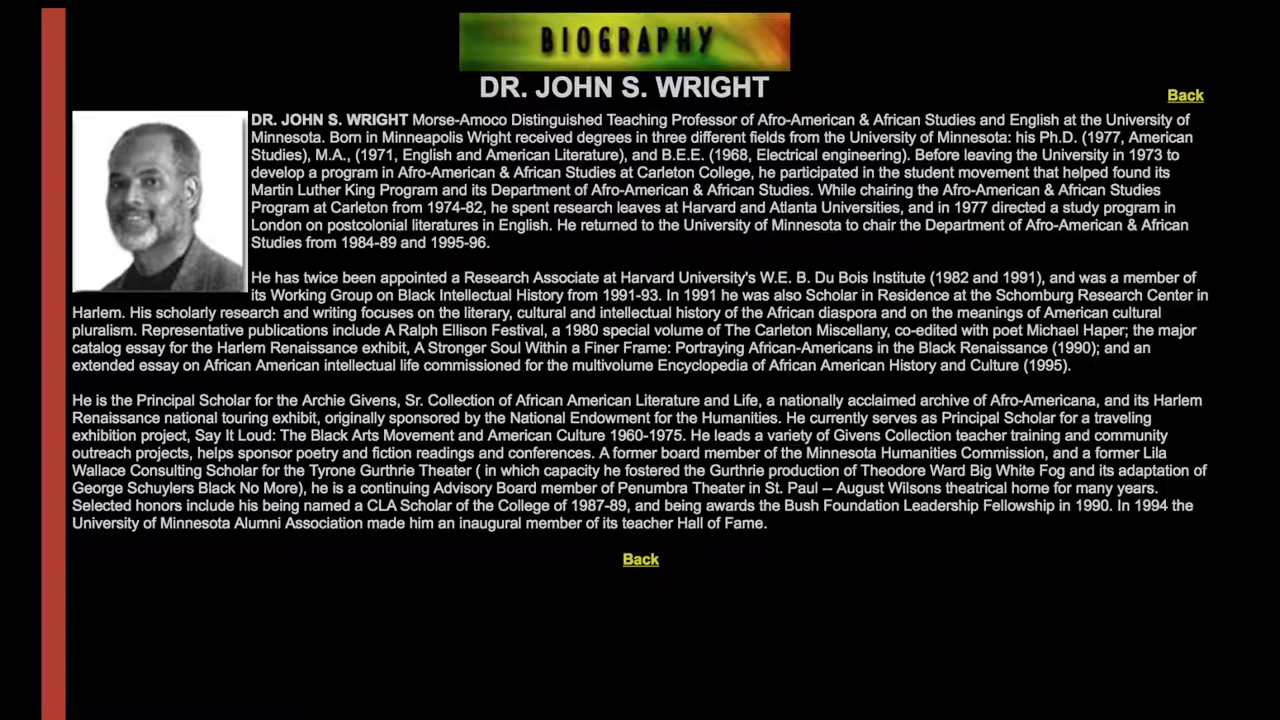 BIOGRAPHY
DR. JOHN S. WRIGHT
Back
DR. JOHN S. WRIGHT Morse-Amoco Distinguished Teaching Professor of Afro-American & African Studies and English at the University of
Minnesota. Born in Minneapolis Wright received degrees in three different fields from the University of Minnesota: his Ph.D. (1977, American
Studies), M.A., (1971, English and American Literature), and B.E.E. (1968, Electrical engineering). Before leaving the University in 1973 to
develop a program in Afro-American & African Studies at Carleton College, he participated in the student movement that helped found its
Martin Luther King Program and its Department of Afro-American & African Studies. While chairing the Afro-American & African Studies
Program at Carleton from 1974-82, he spent research leaves at Harvard and Atlanta Universities, and in 1977 directed a study program in
London on postcolonial literatures in English. He returned to the University of Minnesota to chair the Department of Afro-American & African
Studies from 1984-89 and 1995-96.
He has twice been appointed a Research Associate at Harvard University's W.E. B. Du Bois Institute (1982 and 1991), and was a member of
its Working Group on Black Intellectual History from 1991-93. In 1991 he was also Scholar in Residence at the Schomburg Research Center in
Harlem. His scholarly research and writing focuses on the literary, cultural and intellectual history of the African diaspora and on the meanings of American cultural
pluralism. Representative publications include A Ralph Ellison Festival, a 1980 special volume of The Carleton Miscellany, co-edited with poet Michael Haper; the major
catalog essay for the Harlem Renaissance exhibit, A Stronger Soul Within a Finer Frame: Portraying African-Americans in the Black Renaissance (1990); and an
extended essay on African American intellectual life commissioned for the multivolume Encyclopedia of African American History and Culture (1995).
He is the Principal Scholar for the Archie Givens, Sr. Collection of African American Literature and Life, a nationally acclaimed archive of Afro-Americana, and its Harlem
Renaissance national touring exhibit, originally sponsored by the National Endowment for the Humanities. He currently serves as Principal Scholar for a traveling
exhibition project, Say It Loud: The Black Arts Movement and American Culture 1960-1975. He leads a variety of Givens Collection teacher training and community
outreach projects, helps sponsor poetry and fiction readings and conferences. A former board member of the Minnesota Humanities Commission, and a former Lila
Wallace Consulting Scholar for the Tyrone Gurthrie Theater ( in which capacity he fostered the Gurthrie production of Theodore Ward Big White Fog and its adaptation of
George Schuylers Black No More), he is a continuing Advisory Board member of Penumbra Theater in St. Paul -- August Wilsons theatrical home for many years.
Selected honors include his being named a CLA Scholar of the College of 1987-89, and being awards the Bush Foundation Leadership Fellowship in 1990. In 1994 the
University of Minnesota Alumni Association made him an inaugural member of its teacher Hall of Fame.
Back